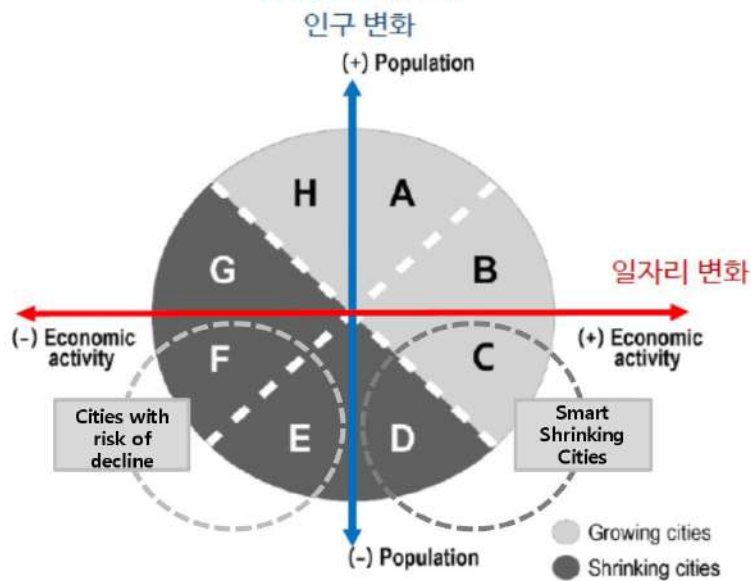 인구 변화
(+) Population
H
A
G
B
일자리 변화
(-) Economic
activity
(+) Economic
activity
F
C
Cities with
risk of
decline
E
D
Smart
Shrinking
Cities
(-) Population
Growing cities
Shrinking cities